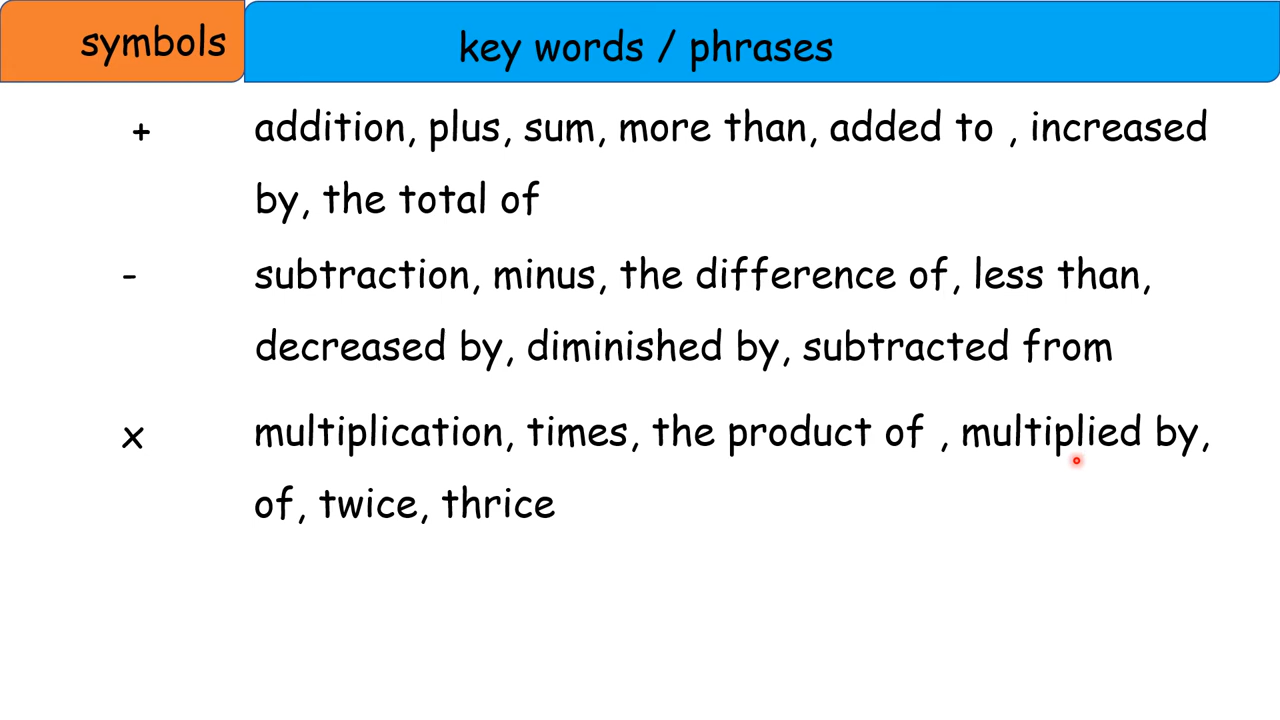 symbols
key words / phrases
+
addition, plus, sum, more than, added to , increased
by, the total of
-
subtraction, minus, the difference of, less than,
decreased by, diminished by, subtracted from
x
multiplication, times, the product of , multiplied by,
of, twice, thrice